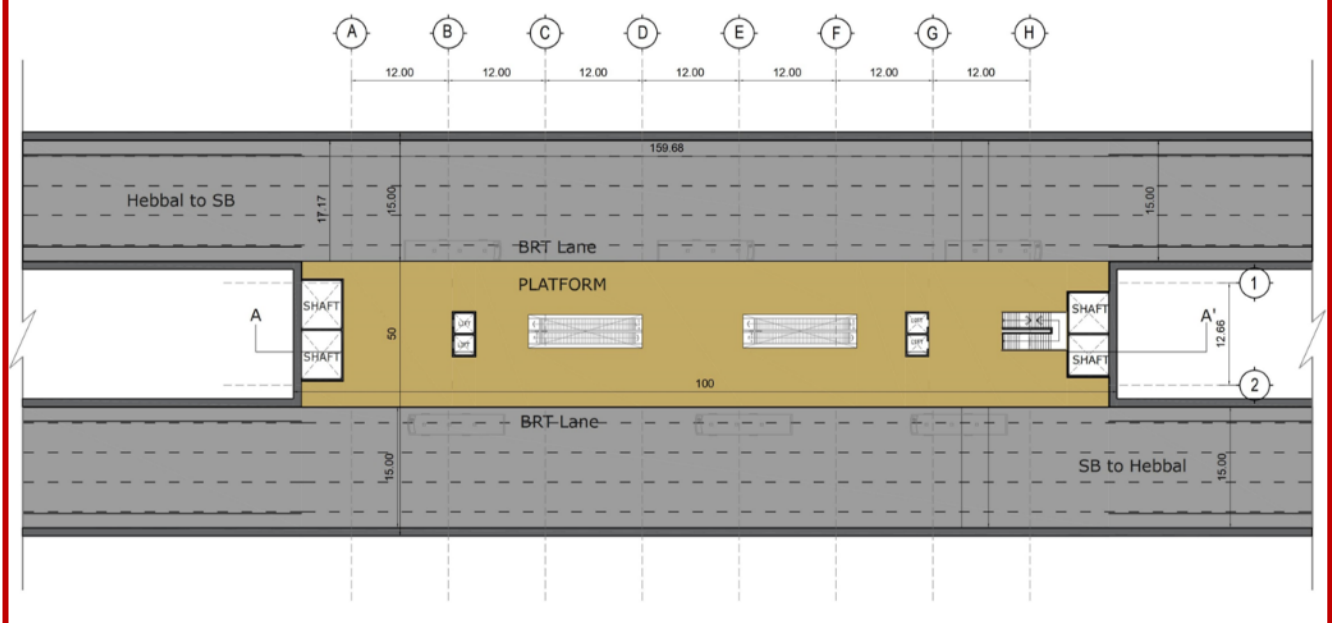 A B C D E F G H
12.00 12.00 12.00 12.00 12.00 12.00 12.00
159.68
Hebbal to SB
17.17
15.00
15.00
BRT Lane
PLATFORM
1
SHAFT
SHAFT
A
A'
LIFT
LIFT
50
SHAFT
12.66
SHAFT
LIFT
LIFT
100
2
BRT Lane
15.00
SB to Hebbal
15.00